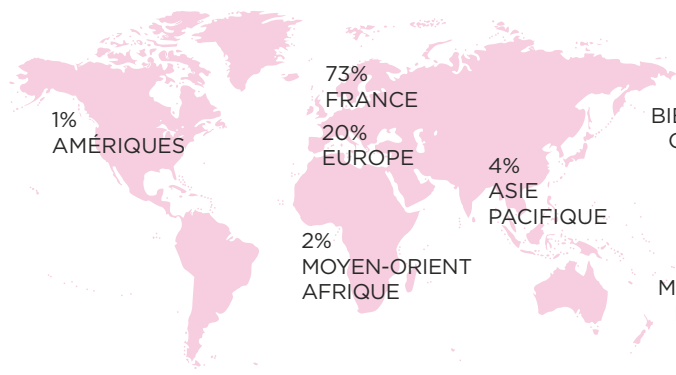 73%
FRANCE
1%
AMÉRIQUES
20%
EUROPE
4%
ASIE
PACIFIQUE
2%
MOYEN-ORIENT
AFRIQUE